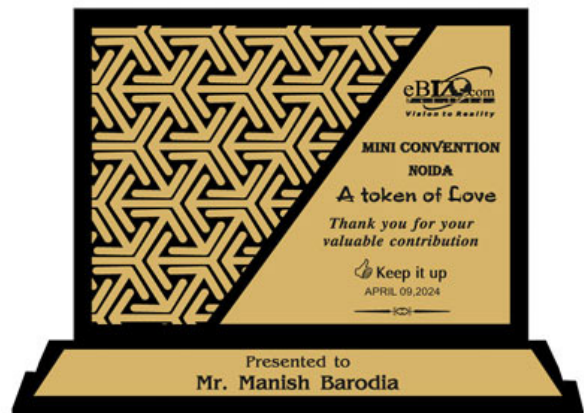 eBIZ.com
Vision to Reality
MINI CONVENTION
NOIDA
A token of Love
Thank you for your
valuable contribution
Keep it up
APRIL 09,2024
Presented to
Mr. Manish Barodia